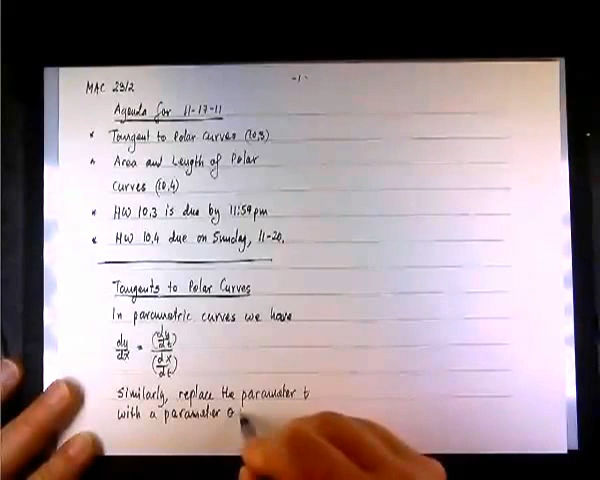 MAC 2312
-1-
Agenda for 11-17-11
* Tangent to Polar Curves (10.3)
* Area and Length of Polar
Curves (10.4)
* HW 10.3 is due by 11:59pm
* HW 10.4 due on Sunday, 11-20.
Tangents to Polar Curves
In parametric curves we have
dy/dx = (dy/dt)/(dx/dt)
Similarly, replace the parameter t
with a parameter θ